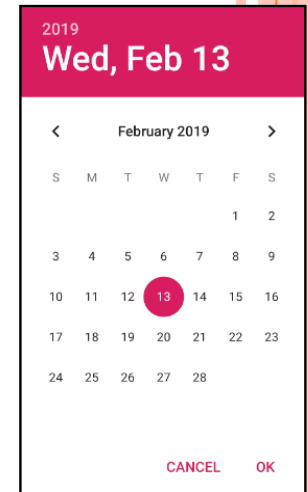 2019
Wed, Feb 13
< February 2019 >
S M T W T F S
1 2
3 4 5 6 7 8 9
10 11 12 13 14 15 16
17 18 19 20 21 22 23
24 25 26 27 28
CANCEL OK